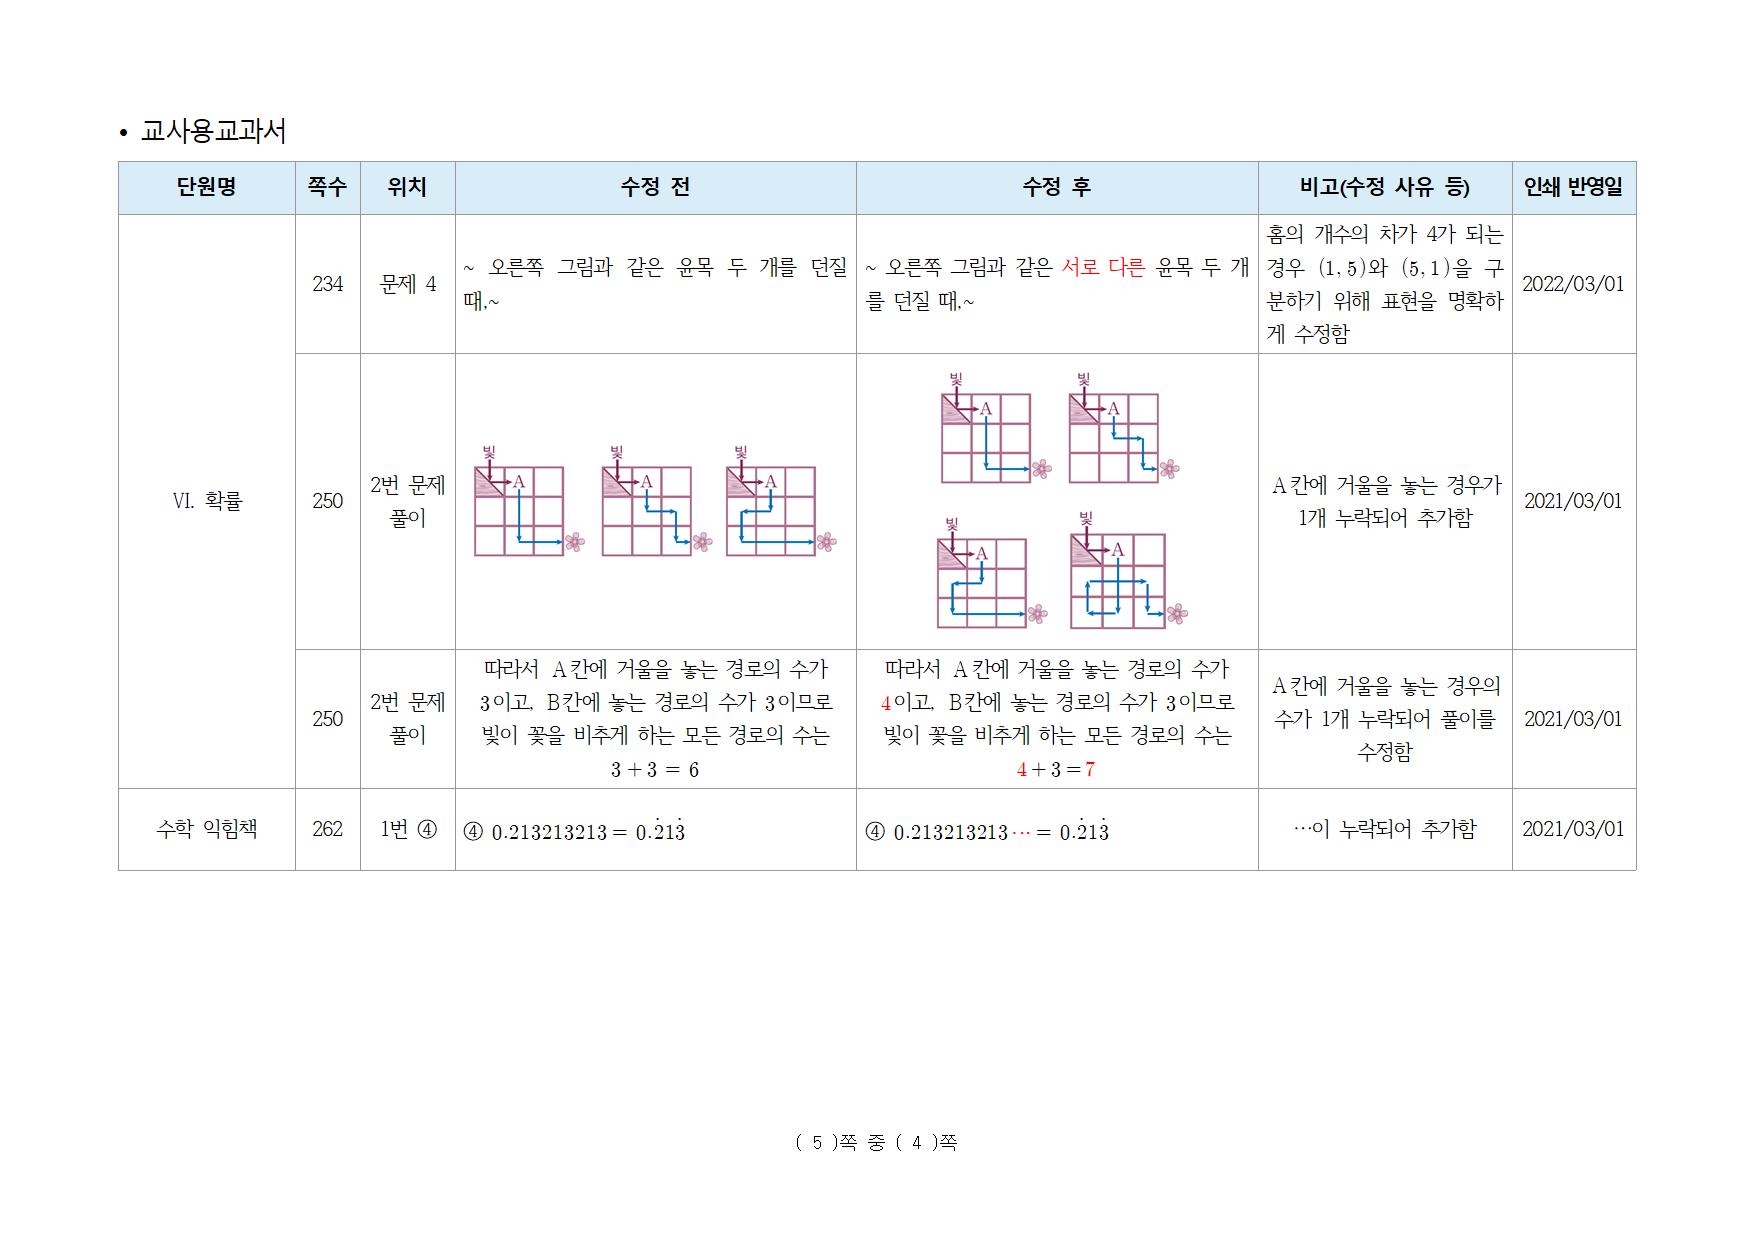 • 교사용교과서
단원명 쪽수 위치 수정 전 수정 후 비고(수정 사유 등) 인쇄 반영일
Ⅵ. 확률
234
문제 4
~ 오른쪽 그림과 같은 윷목 두 개를 던질
때,~
~ 오른쪽 그림과 같은 서로 다른 윷목 두 개
를 던질 때,~
홈의 개수의 차가 4가 되는
경우 (1, 5)와 (5, 1)을 구
분하기 위해 표현을 명확하
게 수정함
2022/03/01
250
2번 문제
풀이
빛 빛 빛
A A A
빛 빛
A A
빛 빛
A A
A칸에 거울을 놓는 경우가
1개 누락되어 추가함
2021/03/01
250
2번 문제
풀이
따라서 A칸에 거울을 놓는 경로의 수가
3이고, B칸에 놓는 경로의 수가 3이므로
빛이 꽃을 비추게 하는 모든 경로의 수는
3+3 = 6
따라서 A칸에 거울을 놓는 경로의 수가
4이고, B칸에 놓는 경로의 수가 3이므로
빛이 꽃을 비추게 하는 모든 경로의 수는
4+3=7
A칸에 거울을 놓는 경우의
수가 1개 누락되어 풀이를
수정함
2021/03/01
수학 익힘책
262
1번 ④
④ 0.213213213 = 0.2̇13̇
④ 0.213213213⋯ = 0.2̇13̇
⋯이 누락되어 추가함
2021/03/01
( 5 )쪽 중 ( 4 )쪽